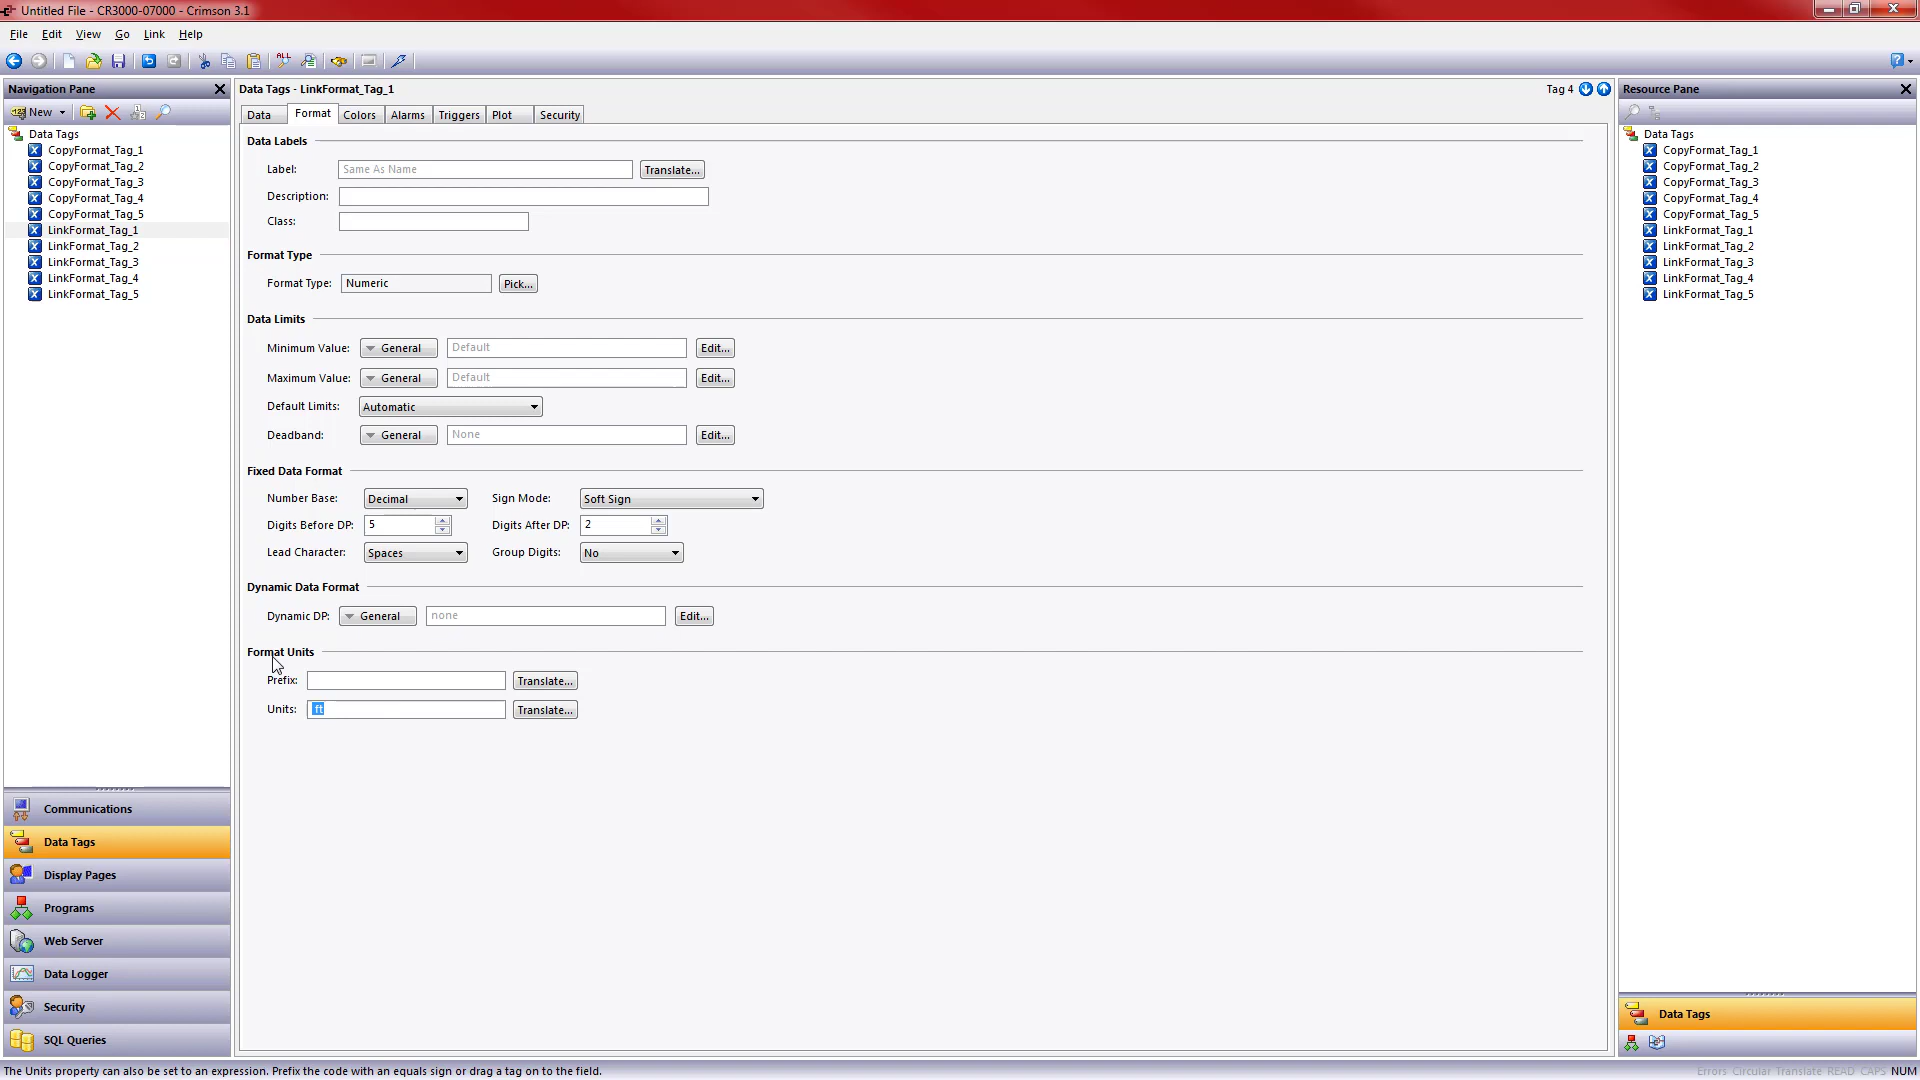 Untitled File - CR3000-07000 - Crimson 3.1
File Edit View Go Link Help
Navigation Pane
New
Data Tags
CopyFormat_Tag_1
CopyFormat_Tag_2
CopyFormat_Tag_3
CopyFormat_Tag_4
CopyFormat_Tag_5
LinkFormat_Tag_1
LinkFormat_Tag_2
LinkFormat_Tag_3
LinkFormat_Tag_4
LinkFormat_Tag_5
Communications
Data Tags
Display Pages
Programs
Web Server
Data Logger
Security
SQL Queries
Data Tags - LinkFormat_Tag_1 Tag 4
Data Format Colors Alarms Triggers Plot Security
Data Labels
Label: Same As Name Translate...
Description:
Class:
Format Type
Format Type: Numeric Pick...
Data Limits
Minimum Value: General Default Edit...
Maximum Value: General Default Edit...
Default Limits: Automatic
Deadband: General None Edit...
Fixed Data Format
Number Base: Decimal Sign Mode: Soft Sign
Digits Before DP: 5 Digits After DP: 2
Lead Character: Spaces Group Digits: No
Dynamic Data Format
Dynamic DP: General none Edit...
Format Units
Prefix: Translate...
Units: ft Translate...
Resource Pane
Data Tags
CopyFormat_Tag_1
CopyFormat_Tag_2
CopyFormat_Tag_3
CopyFormat_Tag_4
CopyFormat_Tag_5
LinkFormat_Tag_1
LinkFormat_Tag_2
LinkFormat_Tag_3
LinkFormat_Tag_4
LinkFormat_Tag_5
Data Tags
The Units property can also be set to an expression. Prefix the code with an equals sign or drag a tag on to the field.
Errors Circular Translate READ CAPS NUM